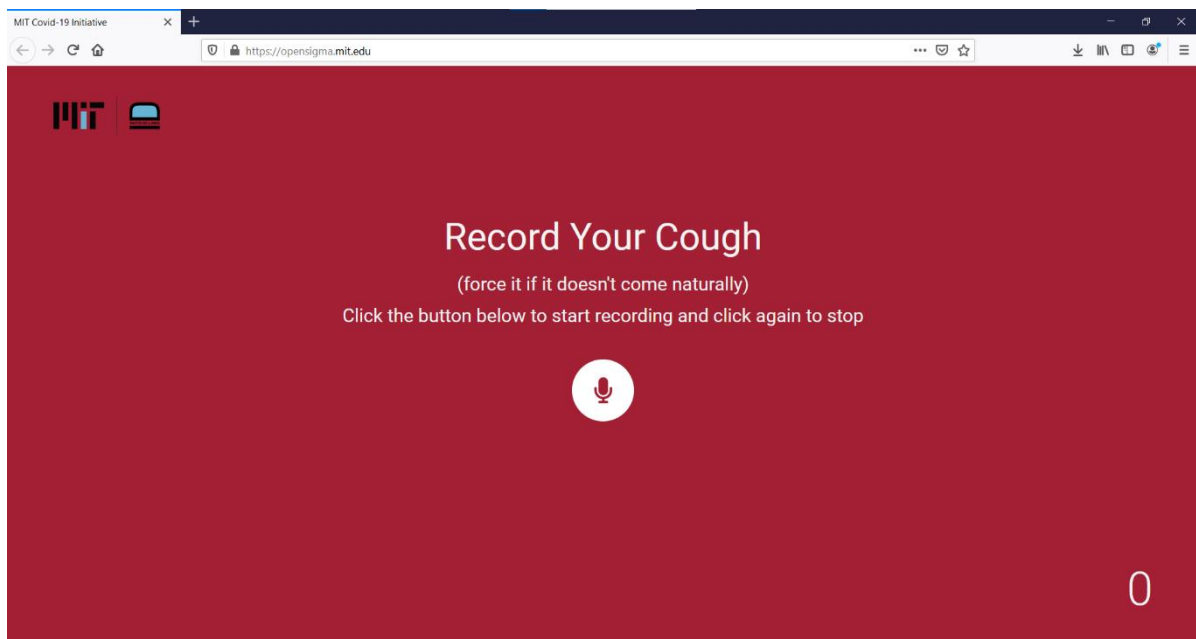 MIT Covid-19 Initiative
https://opensigma.mit.edu
MiT
Record Your Cough
(force it if it doesn't come naturally)
Click the button below to start recording and click again to stop
0